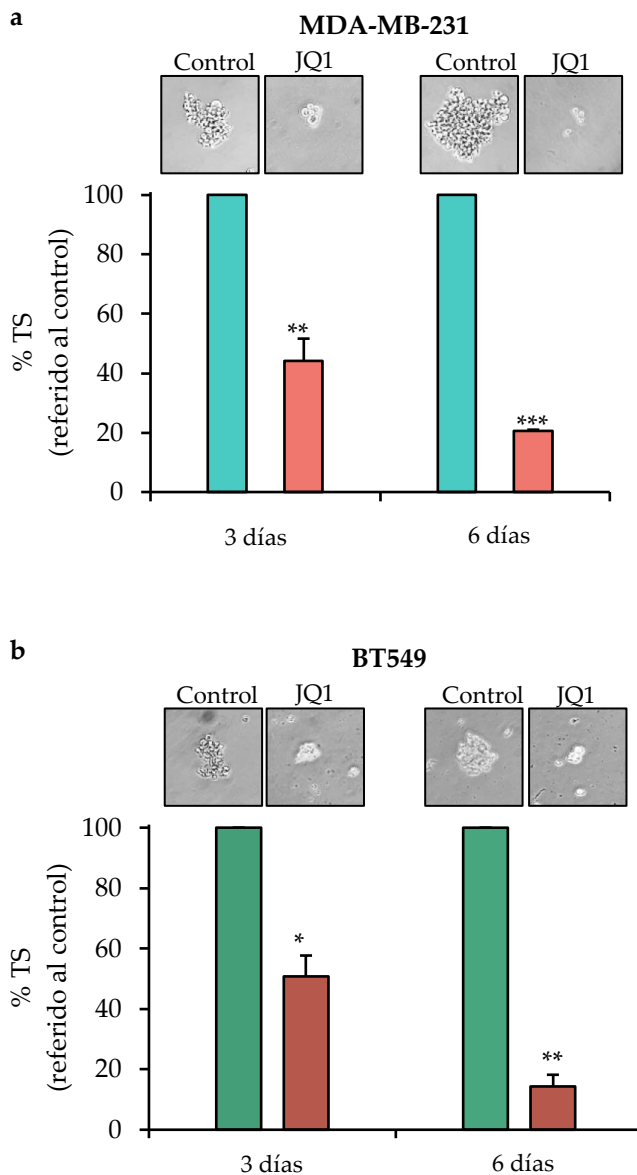 a
MDA-MB-231
Control JQ1 Control JQ1
% TS
(referido al control)
100
80
60
40
20
0
**
***
3 días 6 días
b
BT549
Control JQ1 Control JQ1
% TS
(referido al control)
100
80
60
40
20
0
*
**
3 días 6 días